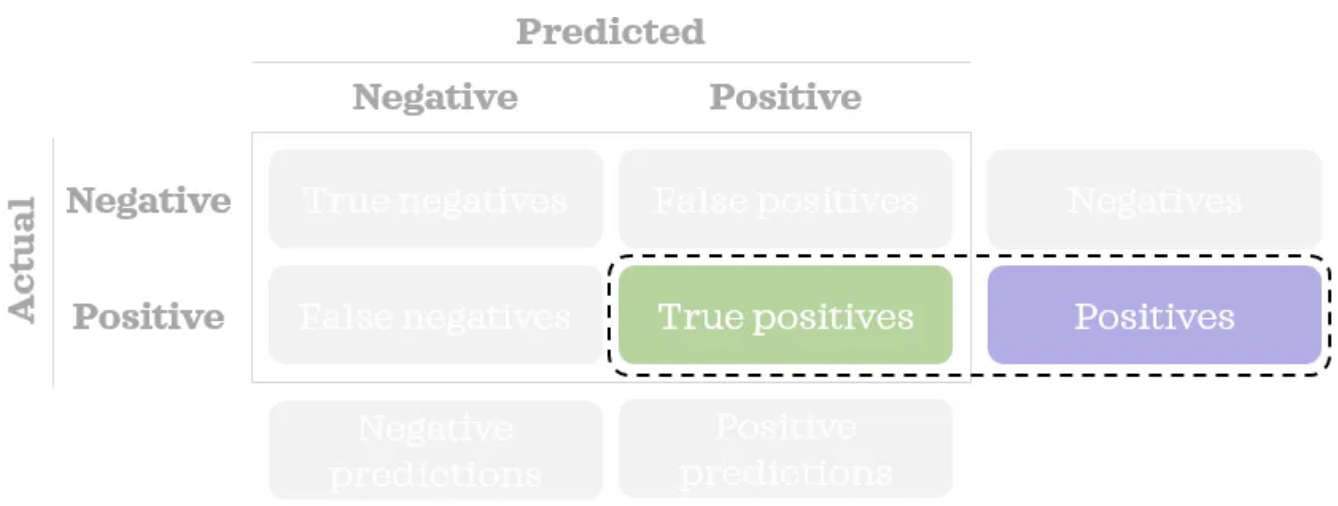 Predicted
Negative Positive
Actual
Negative True negatives False positives Negatives
Positive False negatives True positives Positives
Negative predictions
Positive predictions